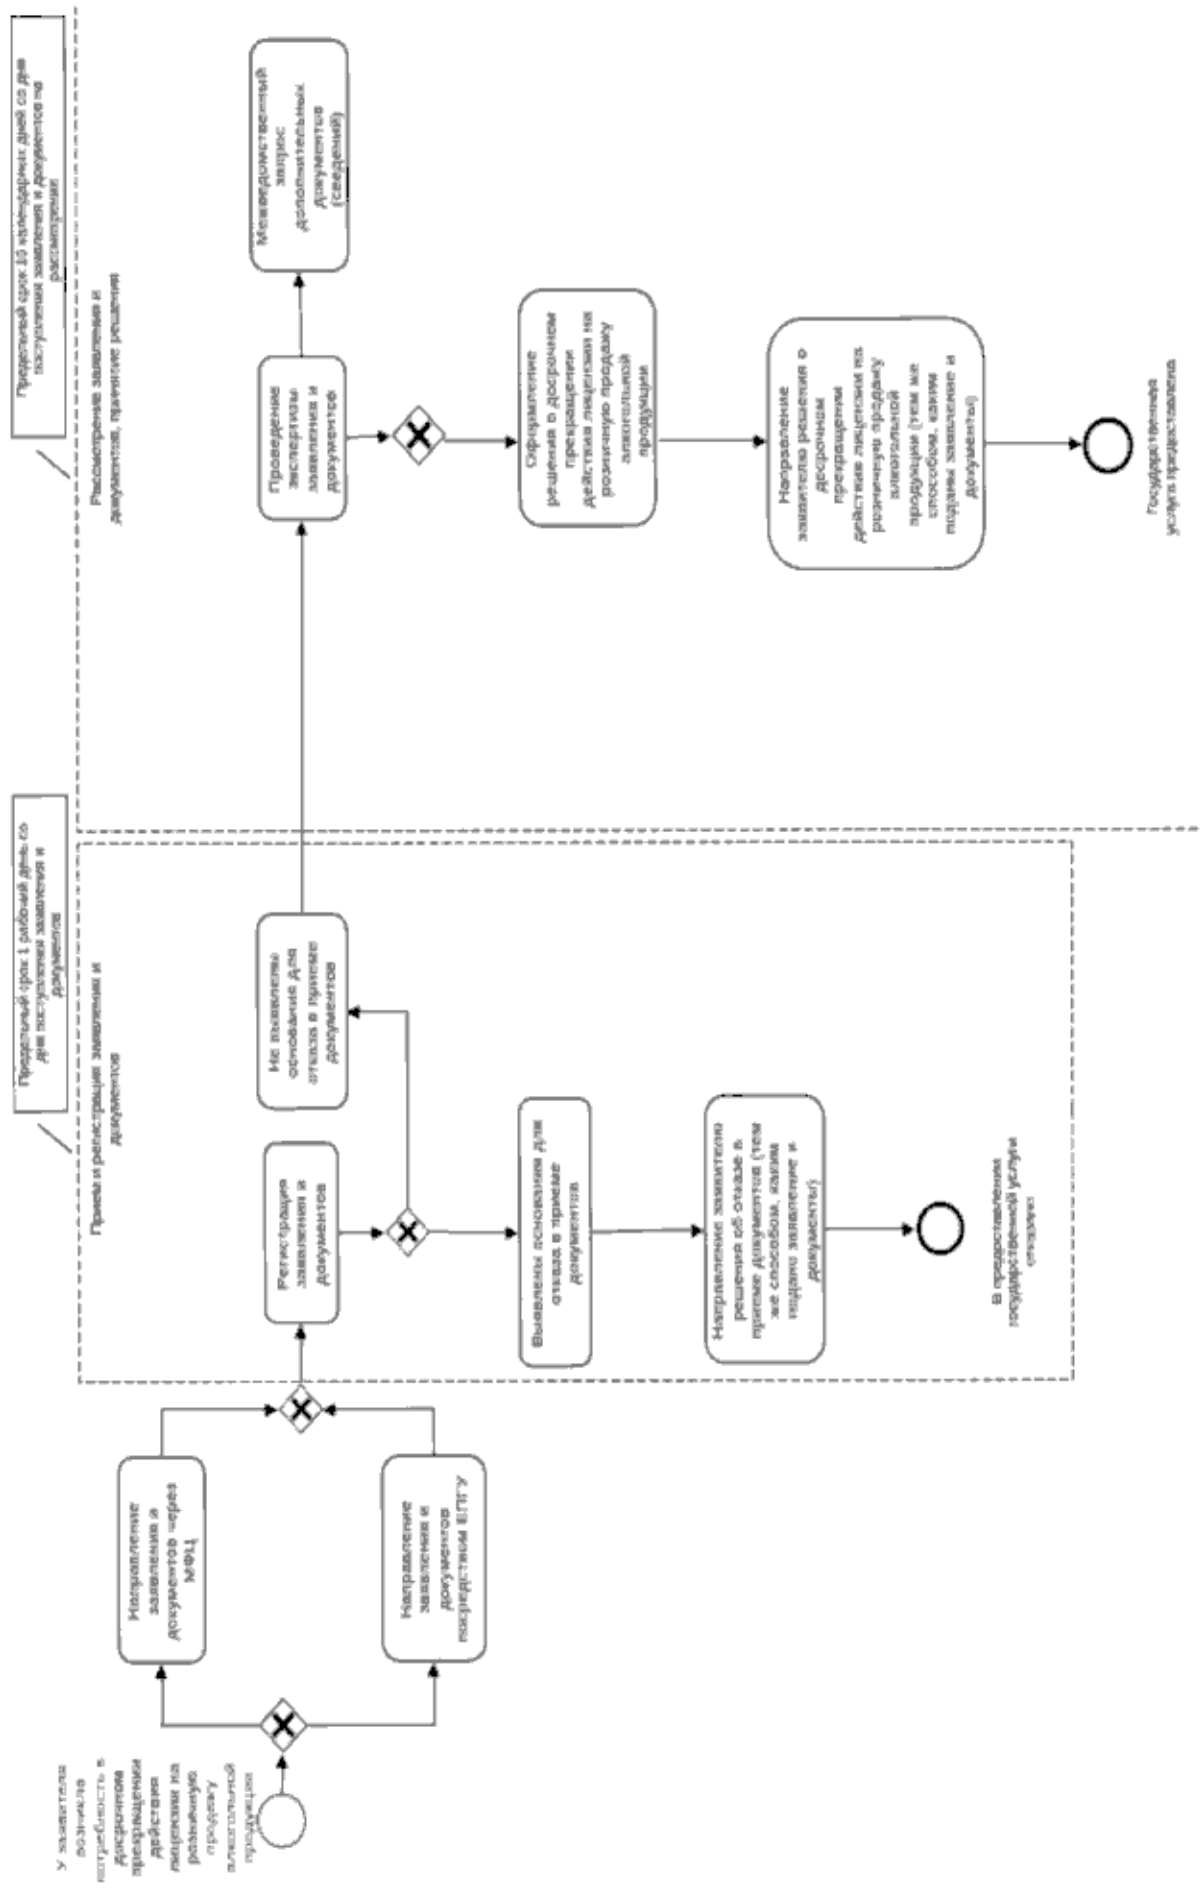 У заявителя
возникла
потребность в
досрочном
прекращении
действия
лицензии на
розничную
продажу
алкогольной
продукции
Направление
заявления и
документов через
МФЦ
Направление
заявления и
документов
посредством ЕПГУ
Предельный срок 1 рабочий день со
дня поступления заявления и
документов
Прием и регистрация заявления и
документов
Регистрация
заявления и
документов
Не выявлены
основания для
отказа в приеме
документов
Выявлены основания для
отказа в приеме
документов
Направление заявителю
решения об отказе в
приеме документов (тем
же способом, каким
подано заявление и
документы)
В предоставлении
государственной услуги
отказано
Предельный срок 10 календарных дней со дня
поступления заявления и документов на
рассмотрение
Рассмотрение заявления и
документов, принятие решения
Проведение
экспертизы
заявления и
документов
Межведомственный
запрос
дополнительных
документов
(сведений)
Оформление
решения о досрочном
прекращении
действия лицензии на
розничную продажу
алкогольной
продукции
Направление
заявителю решения о
досрочном
прекращении
действия лицензии на
розничную продажу
алкогольной
продукции (тем же
способом, каким
поданы заявление и
документы)
Государственная
услуга предоставлена